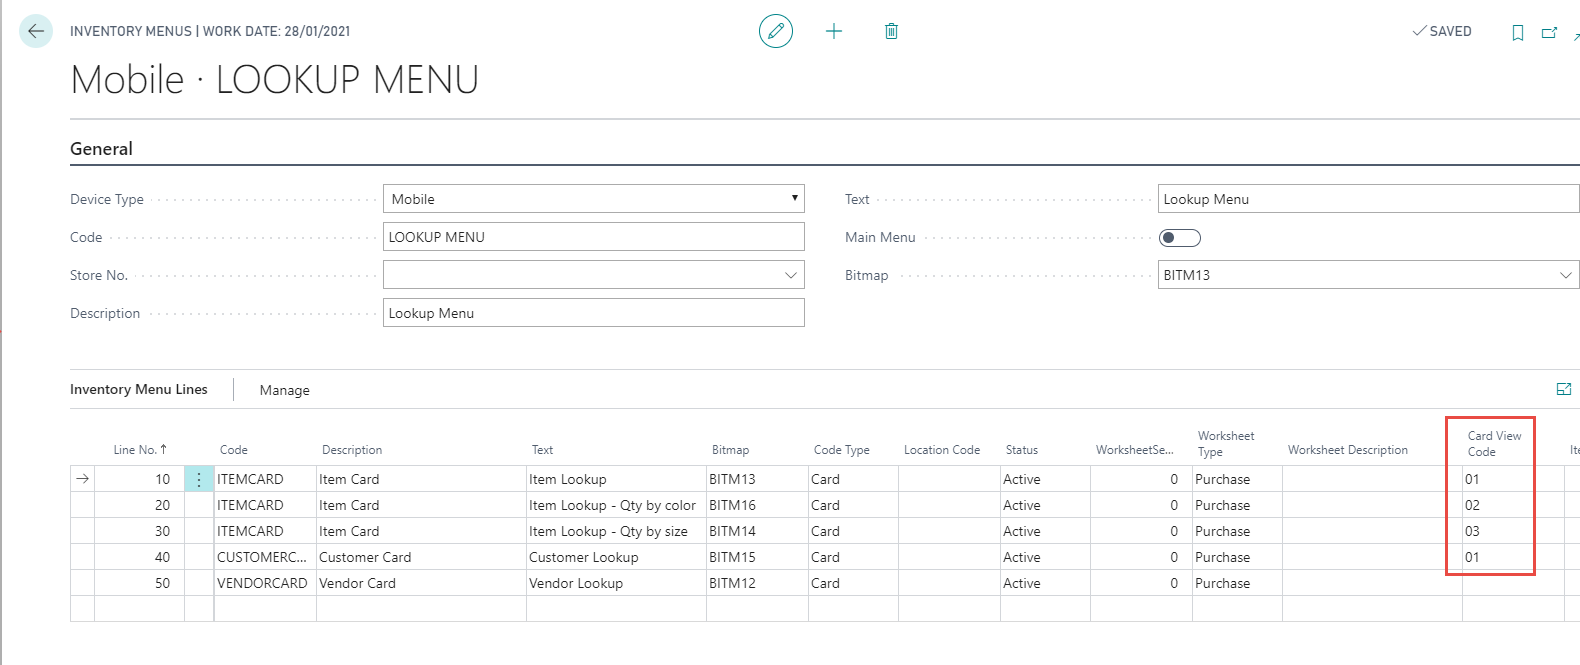 INVENTORY MENUS | WORK DATE: 28/01/2021
SAVED
Mobile · LOOKUP MENU
General
Device Type Mobile
Code LOOKUP MENU
Store No.
Description Lookup Menu
Text Lookup Menu
Main Menu
Bitmap BITM13
Inventory Menu Lines Manage
Line No. ↑ Code Description Text Bitmap Code Type Location Code Status WorksheetSe... Worksheet Type Worksheet Description Card View Code Ite
10 ITEMCARD Item Card Item Lookup BITM13 Card Active 0 Purchase 01
20 ITEMCARD Item Card Item Lookup - Qty by color BITM16 Card Active 0 Purchase 02
30 ITEMCARD Item Card Item Lookup - Qty by size BITM14 Card Active 0 Purchase 03
40 CUSTOMERC... Customer Card Customer Lookup BITM15 Card Active 0 Purchase 01
50 VENDORCARD Vendor Card Vendor Lookup BITM12 Card Active 0 Purchase